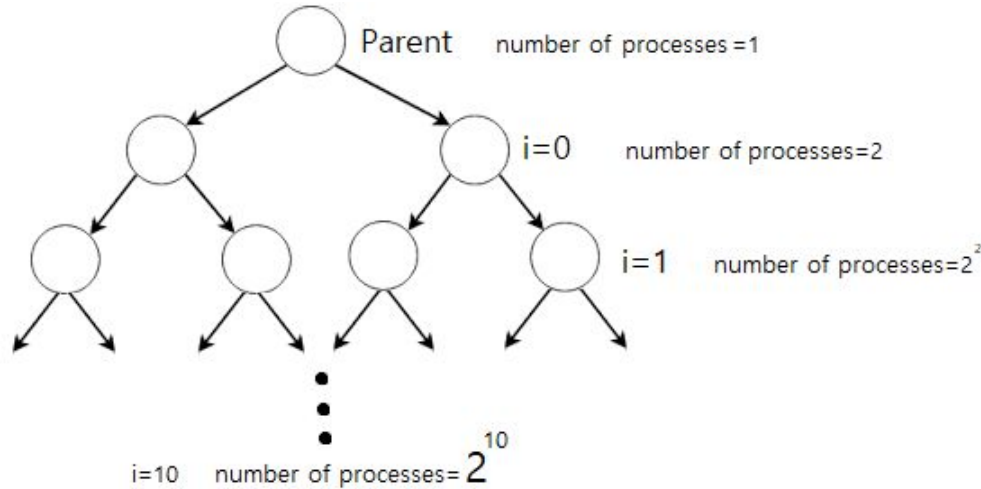 Parent number of processes =1
i=0 number of processes=2
i=1 number of processes=2²
i=10 number of processes= 2¹⁰